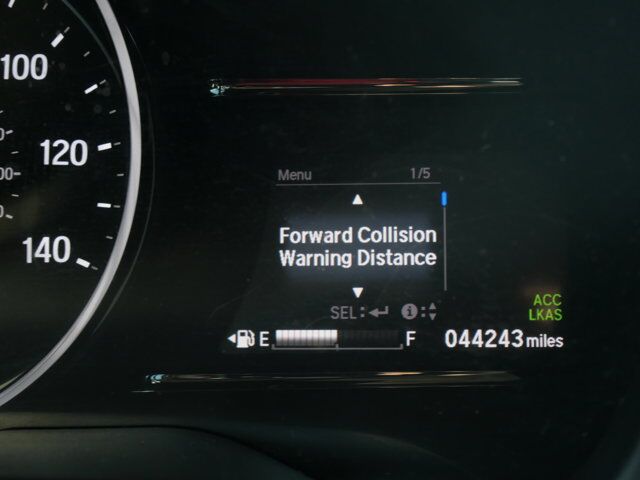 100
120
140
Menu 1/5
Forward Collision
Warning Distance
SEL: i:
ACC
LKAS
E F 044243 miles